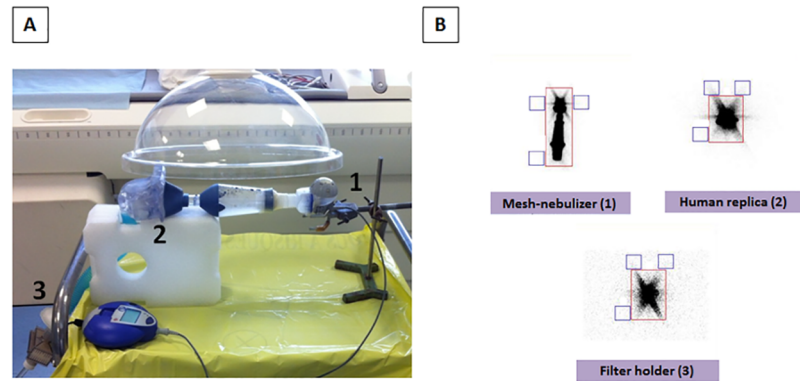 A
B
1
2
3
Mesh-nebulizer (1)
Human replica (2)
Filter holder (3)